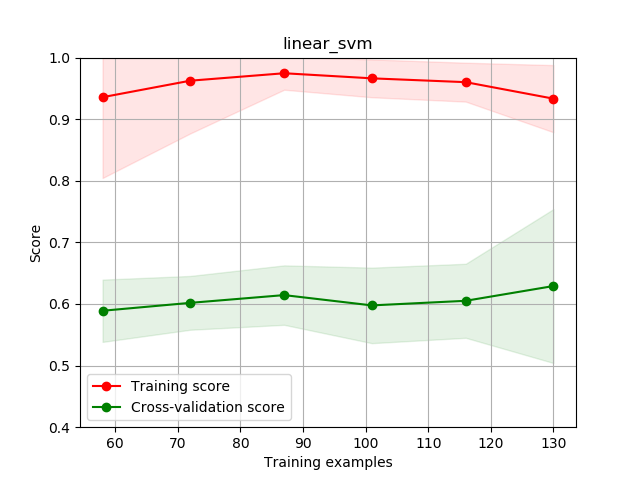 linear_svm
1.0
0.9
0.8
0.7
0.6
0.5
0.4
Score
Training score
Cross-validation score
60 70 80 90 100 110 120 130
Training examples